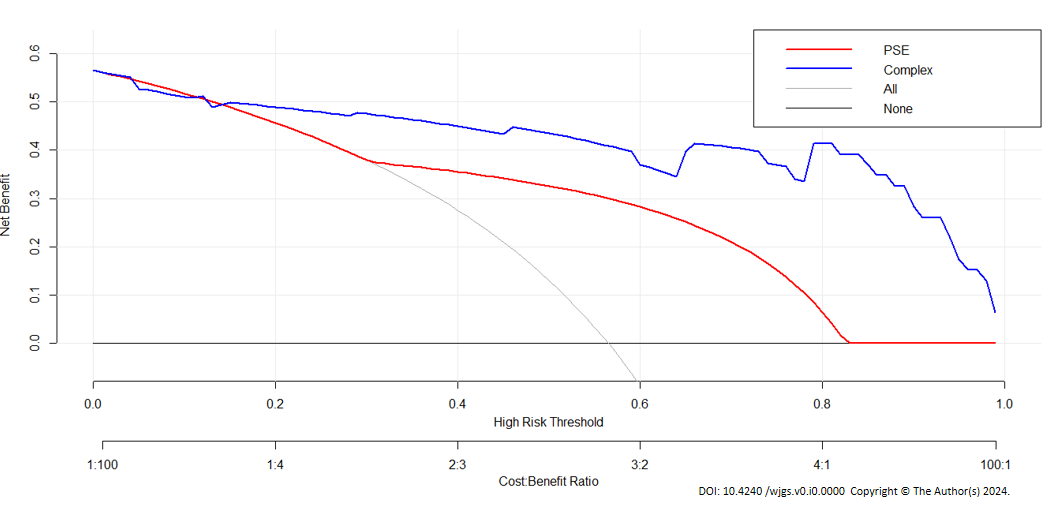 PSE
Complex
All
None
Net Benefit
0.6
0.5
0.4
0.3
0.2
0.1
0.0
0.0 0.2 0.4 0.6 0.8 1.0
High Risk Threshold
1:100 1:4 2:3 3:2 4:1 100:1
Cost:Benefit Ratio
DOI: 10.4240 /wjgs.v0.i0.0000 Copyright © The Author(s) 2024.